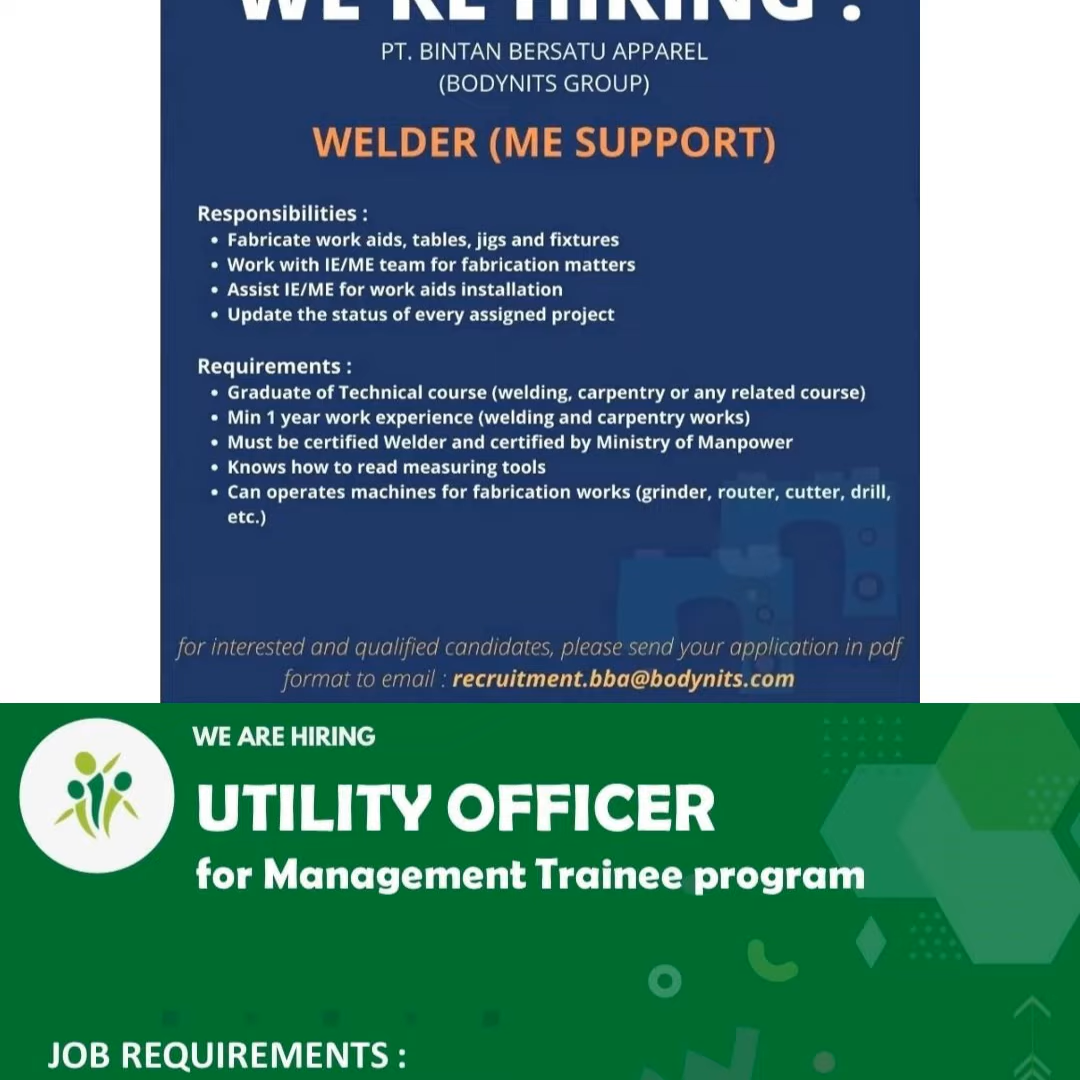 WE'RE HIRING :
PT. BINTAN BERSATU APPAREL
(BODYNITS GROUP)
WELDER (ME SUPPORT)
Responsibilities :
• Fabricate work aids, tables, jigs and fixtures
• Work with IE/ME team for fabrication matters
• Assist IE/ME for work aids installation
• Update the status of every assigned project
Requirements :
• Graduate of Technical course (welding, carpentry or any related course)
• Min 1 year work experience (welding and carpentry works)
• Must be certified Welder and certified by Ministry of Manpower
• Knows how to read measuring tools
• Can operates machines for fabrication works (grinder, router, cutter, drill,
etc.)
for interested and qualified candidates, please send your application in pdf
format to email : recruitment.bba@bodynits.com
WE ARE HIRING
UTILITY OFFICER
for Management Trainee program
JOB REQUIREMENTS :